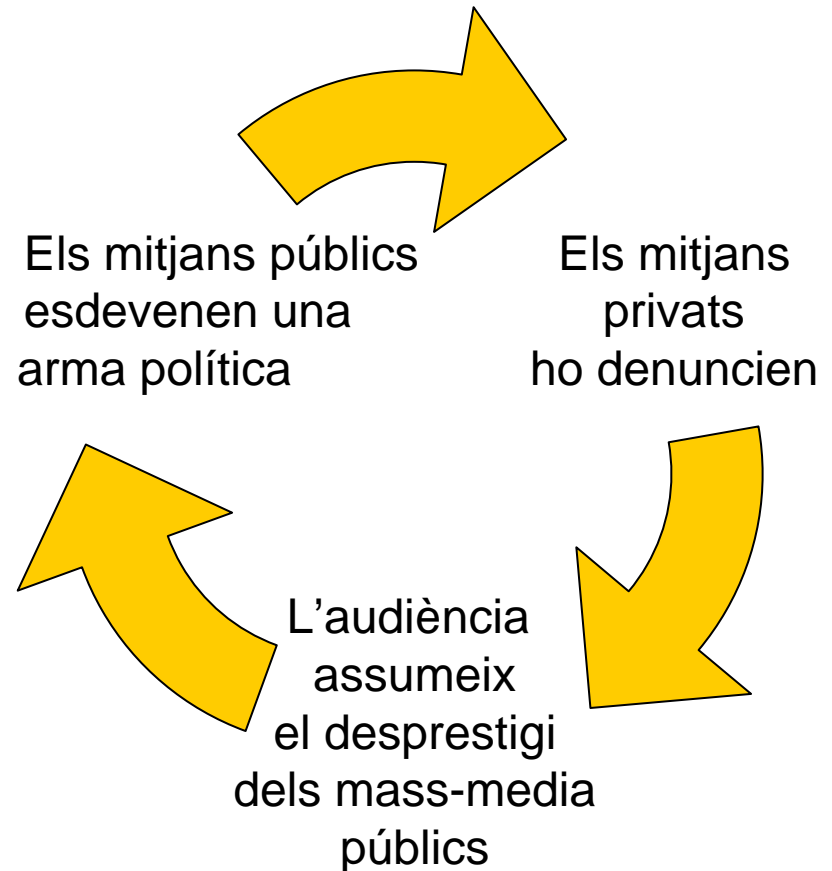 Els mitjans públics
esdevenen una
arma política
Els mitjans
privats
ho denuncien
L’audiència
assumeix
el desprestigi
dels mass-media
públics